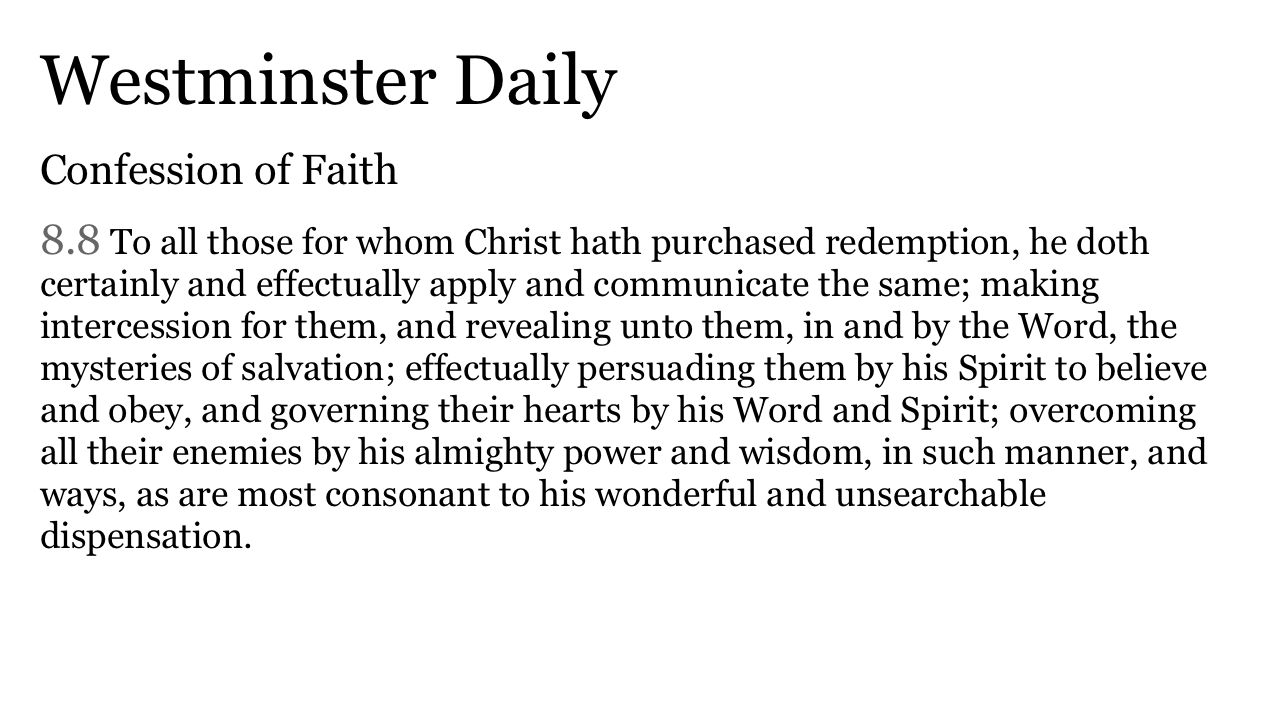 Westminster Daily
Confession of Faith
8.8 To all those for whom Christ hath purchased redemption, he doth
certainly and effectually apply and communicate the same; making
intercession for them, and revealing unto them, in and by the Word, the
mysteries of salvation; effectually persuading them by his Spirit to believe
and obey, and governing their hearts by his Word and Spirit; overcoming
all their enemies by his almighty power and wisdom, in such manner, and
ways, as are most consonant to his wonderful and unsearchable
dispensation.